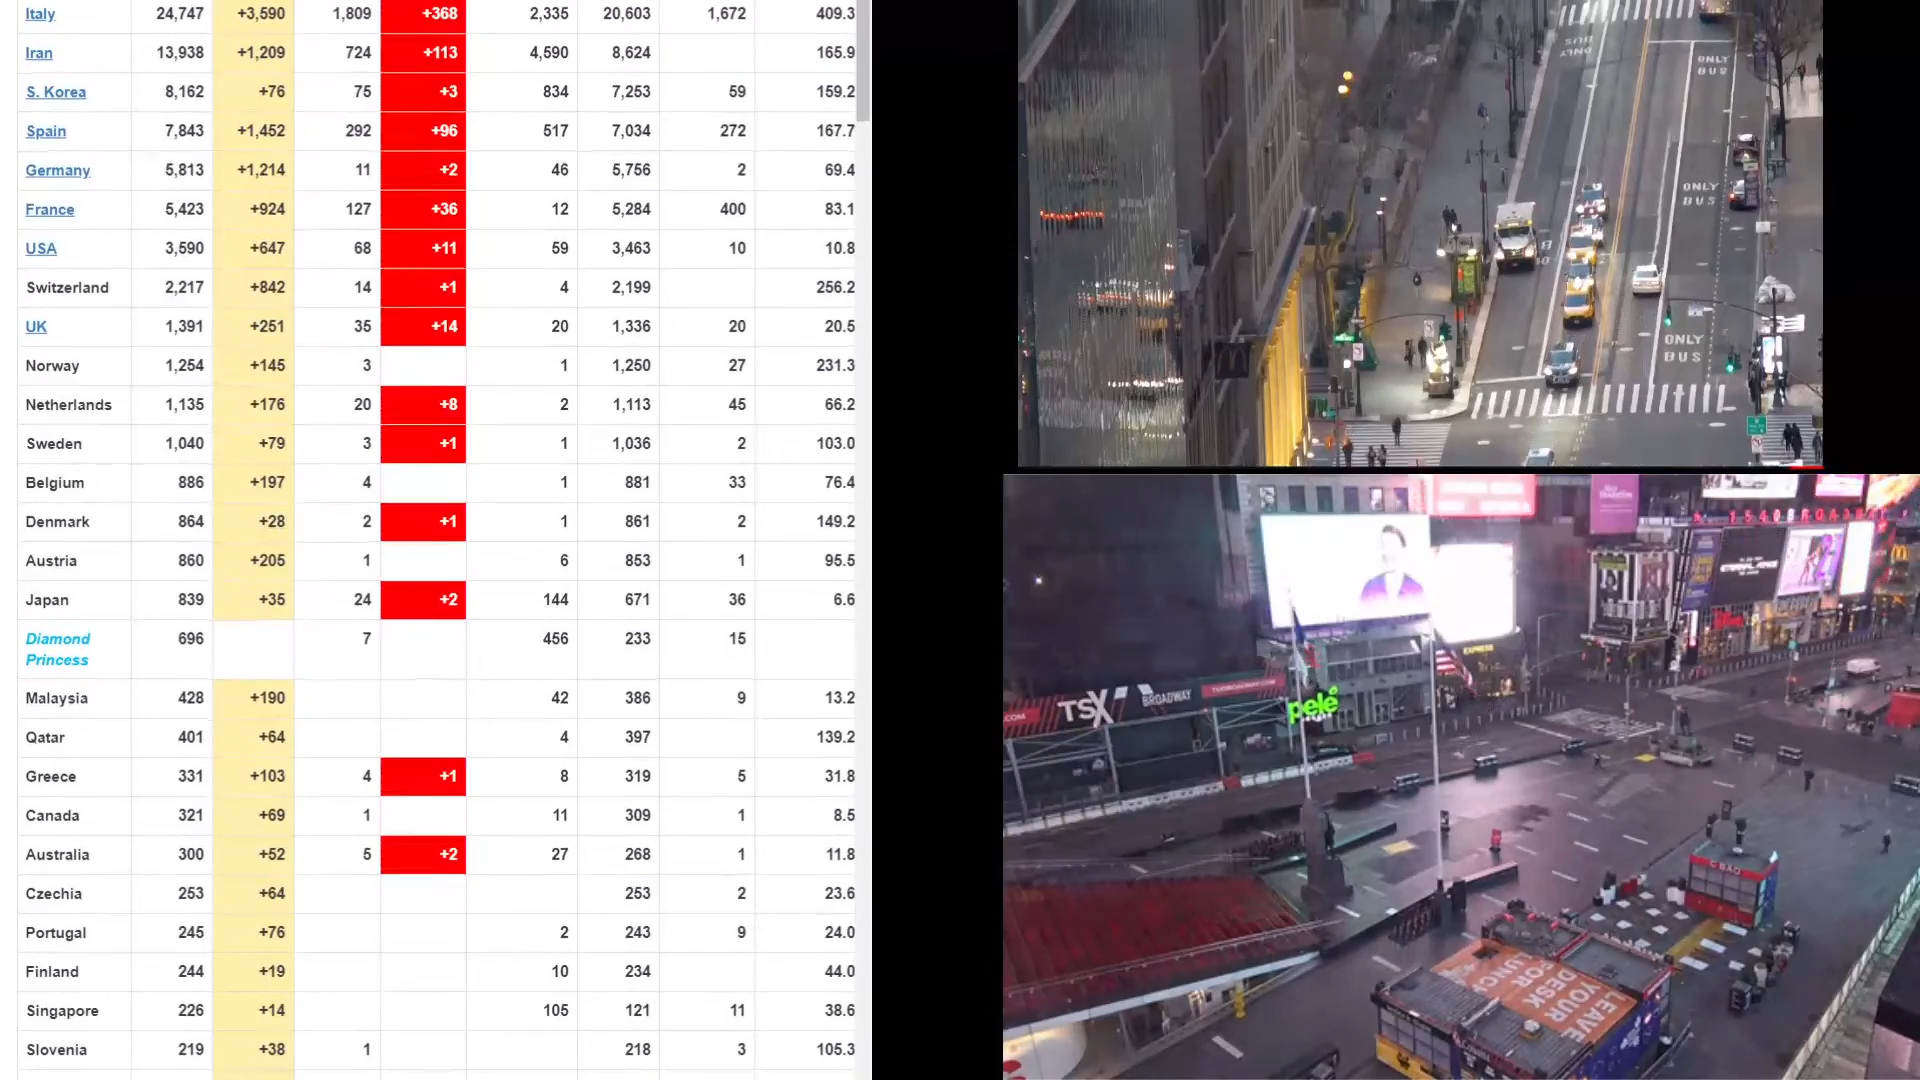 Italy 24,747 +3,590 1,809 +368 2,335 20,603 1,672 409.3
Iran 13,938 +1,209 724 +113 4,590 8,624 165.9
S. Korea 8,162 +76 75 +3 834 7,253 59 159.2
Spain 7,843 +1,452 292 +96 517 7,034 272 167.7
Germany 5,813 +1,214 11 +2 46 5,756 2 69.4
France 5,423 +924 127 +36 12 5,284 400 83.1
USA 3,590 +647 68 +11 59 3,463 10 10.8
Switzerland 2,217 +842 14 +1 4 2,199 256.2
UK 1,391 +251 35 +14 20 1,336 20 20.5
Norway 1,254 +145 3 1 1,250 27 231.3
Netherlands 1,135 +176 20 +8 2 1,113 45 66.2
Sweden 1,040 +79 3 +1 1 1,036 2 103.0
Belgium 886 +197 4 1 881 33 76.4
Denmark 864 +28 2 +1 1 861 2 149.2
Austria 860 +205 1 6 853 1 95.5
Japan 839 +35 24 +2 144 671 36 6.6
Diamond
Princess 696 7 456 233 15
Malaysia 428 +190 42 386 9 13.2
Qatar 401 +64 4 397 139.2
Greece 331 +103 4 +1 8 319 5 31.8
Canada 321 +69 1 11 309 1 8.5
Australia 300 +52 5 +2 27 268 1 11.8
Czechia 253 +64 253 2 23.6
Portugal 245 +76 2 243 9 24.0
Finland 244 +19 10 234 44.0
Singapore 226 +14 105 121 11 38.6
Slovenia 219 +38 1 218 3 105.3
BUS
ONLY
ONLY
BUS
ONLY
BUS
ONLY
BUS
1540 BROADWAY
EXPRESS
TSX
BROADWAY
TSXBROADWAY.COM
.COM
pelé
LEAVE
YOUR
DESK
FOR
LUNCH